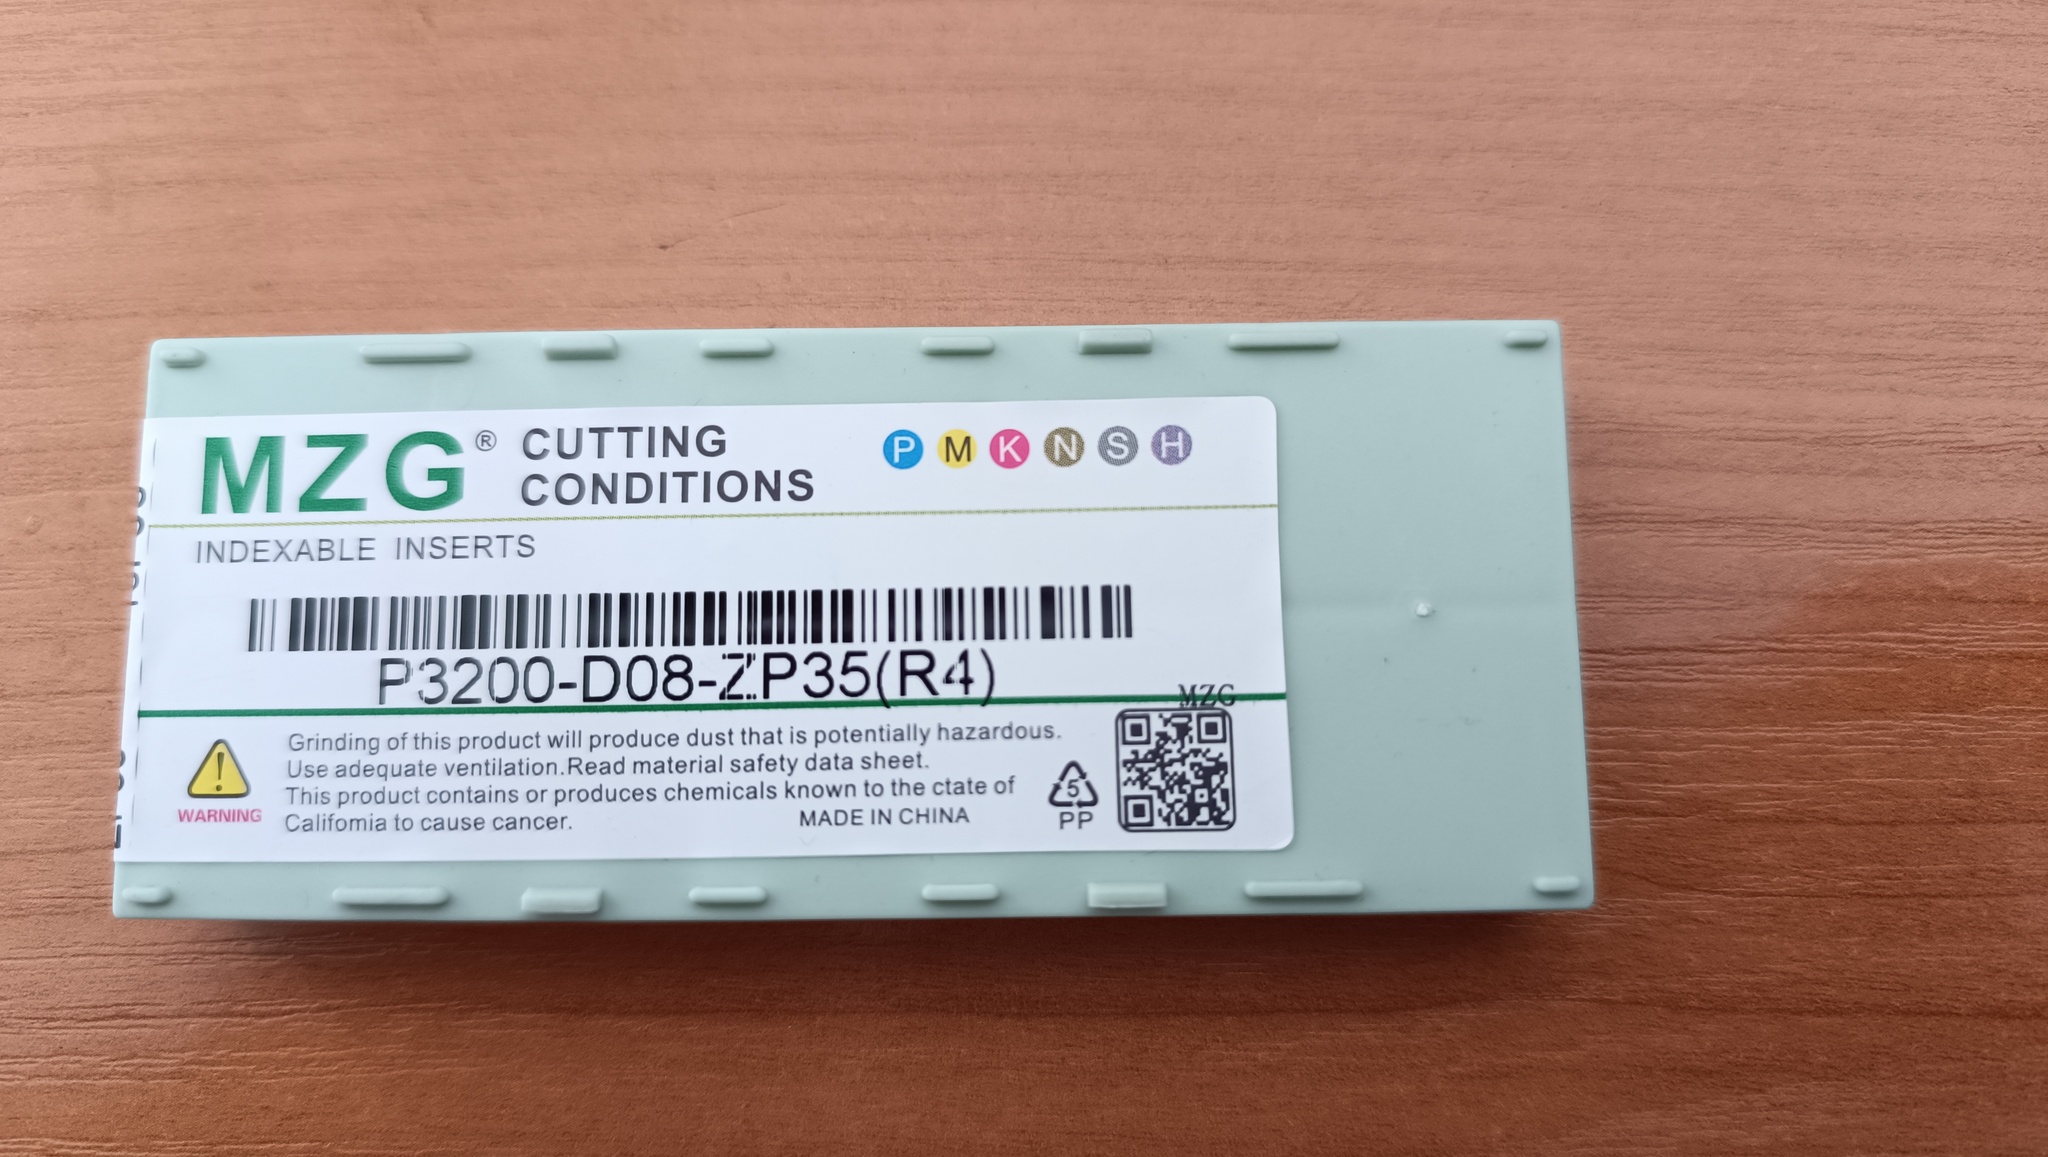 MZG® CUTTING
CONDITIONS
P M K N S H
INDEXABLE INSERTS
P3200-D08-ZP35(R4)
MZG
Grinding of this product will produce dust that is potentially hazardous.
Use adequate ventilation.Read material safety data sheet.
This product contains or produces chemicals known to the ctate of
Califomia to cause cancer.
MADE IN CHINA
WARNING
5
PP